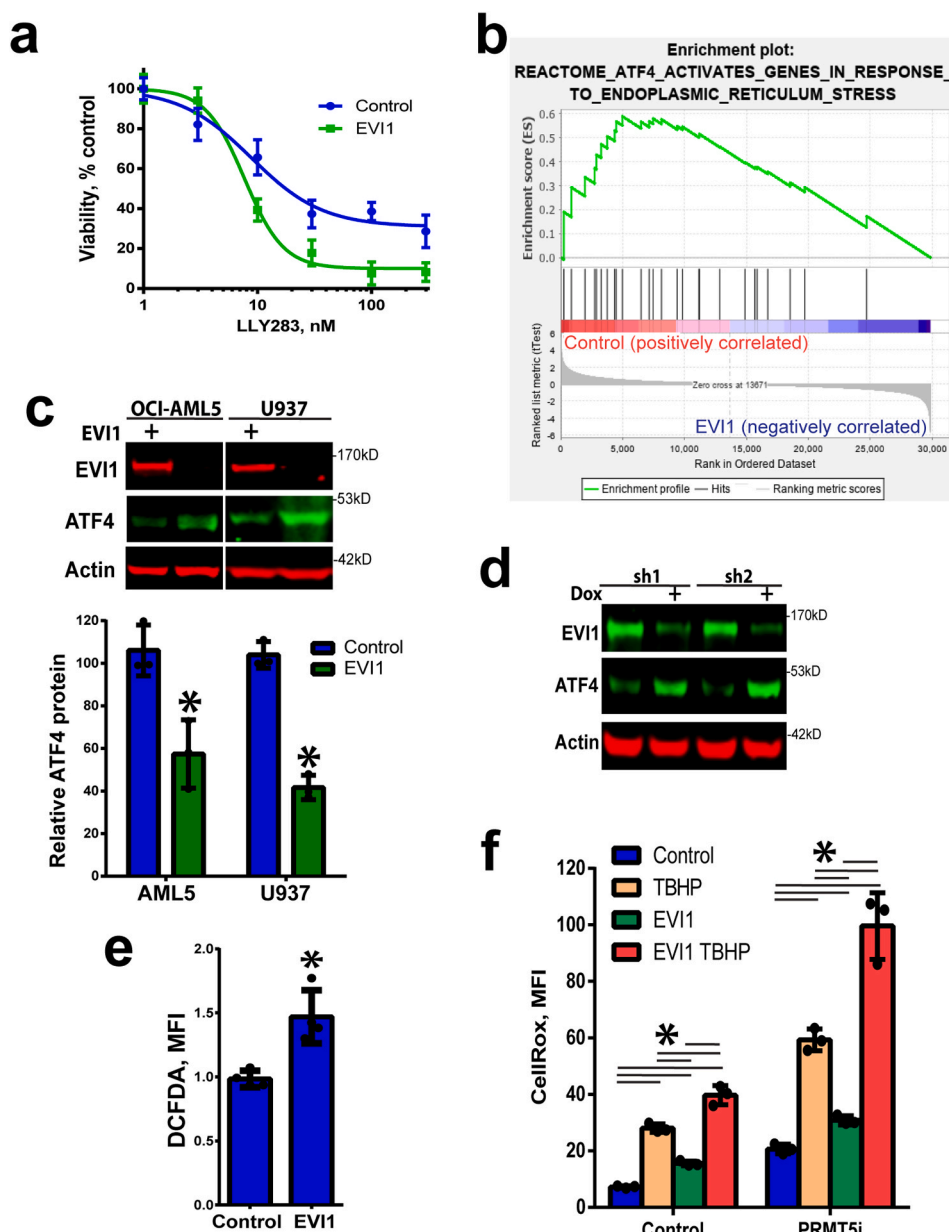 a
Viability, % control
120
100
80
60
40
20
0
1
10
100
LLY283, nM
Control
EVI1
b
Enrichment plot:
REACTOME_ATF4_ACTIVATES_GENES_IN_RESPONSE_
TO_ENDOPLASMIC_RETICULUM_STRESS
Enrichment score (ES)
0.6
0.5
0.4
0.3
0.2
0.1
0.0
Control (positively correlated)
Ranked list metric (tTest)
6
4
2
0
-2
-4
-6
Zero cross at 13671
EVI1 (negatively correlated)
0 5,000 10,000 15,000 20,000 25,000 30,000
Rank in Ordered Dataset
Enrichment profile Hits Ranking metric scores
c
OCI-AML5 U937
EVI1 + +
EVI1 -170kD
-53kD
ATF4
Actin -42kD
Relative ATF4 protein
120
100
80
60
40
20
0
Control
EVI1
*
*
AML5 U937
d
sh1 sh2
Dox + +
EVI1 -170kD
ATF4 -53kD
Actin -42kD
e
DCFDA, MFI
2.0
1.5
1.0
0.5
0.0
*
Control EVI1
f
CellRox, MFI
120
100
80
60
40
20
0
Control
TBHP
EVI1
EVI1 TBHP
*
*
Control PRMT5i